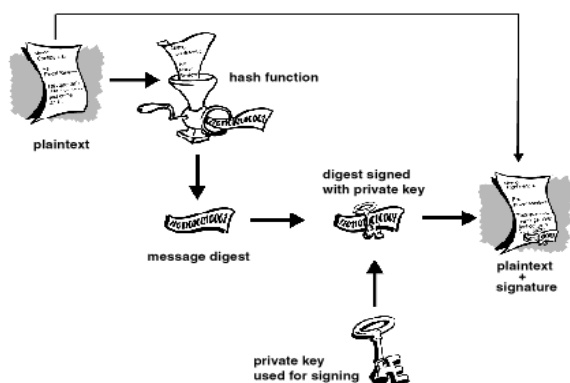 hash function
plaintext
digest signed
with private key
message digest
plaintext
+
signature
private key
used for signing